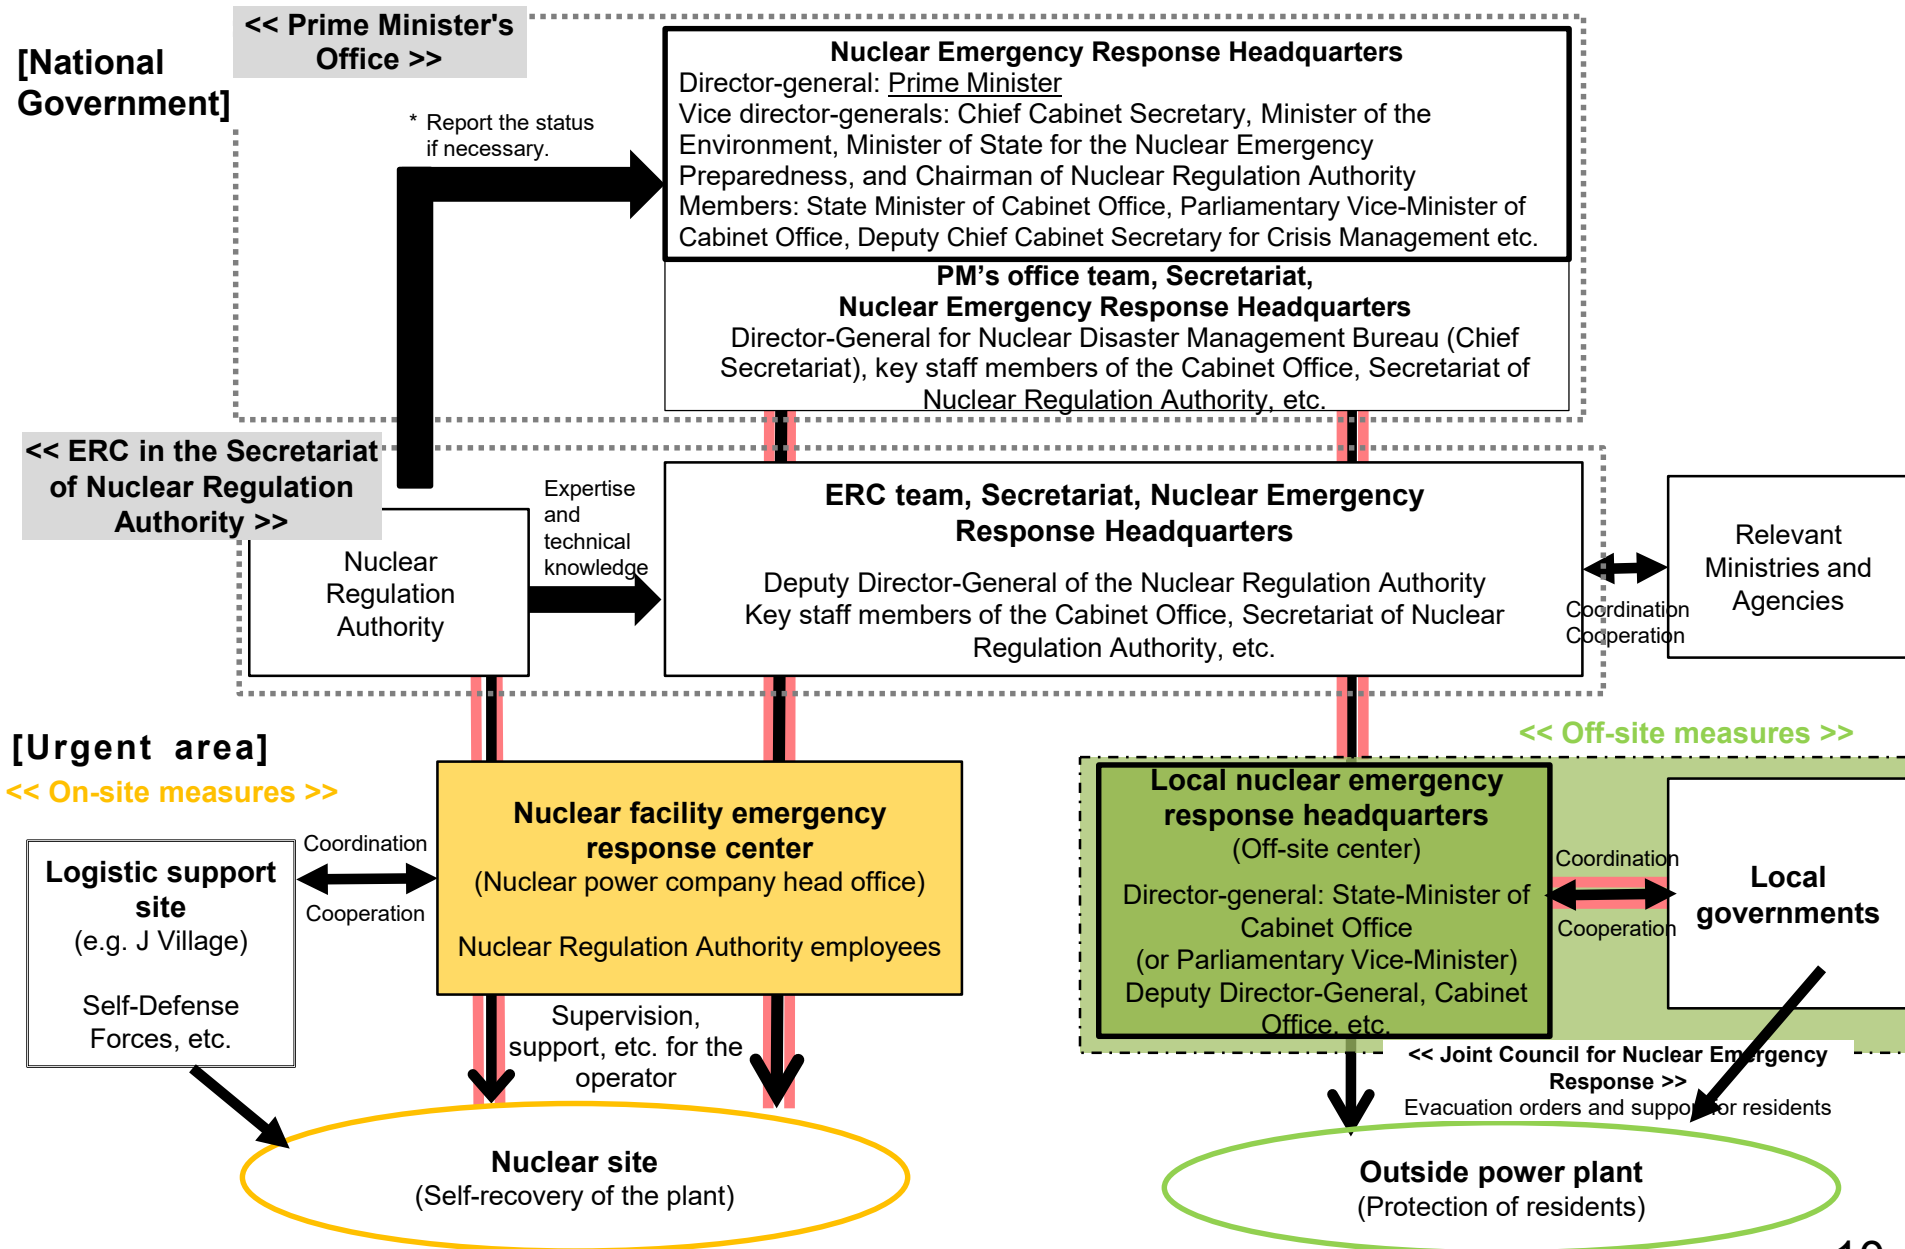 << Prime Minister's
Office >>
[National
Government]
* Report the status
if necessary.
Nuclear Emergency Response Headquarters
Director-general: Prime Minister
Vice director-generals: Chief Cabinet Secretary, Minister of the
Environment, Minister of State for the Nuclear Emergency
Preparedness, and Chairman of Nuclear Regulation Authority
Members: State Minister of Cabinet Office, Parliamentary Vice-Minister of
Cabinet Office, Deputy Chief Cabinet Secretary for Crisis Management etc.
PM's office team, Secretariat,
Nuclear Emergency Response Headquarters
Director-General for Nuclear Disaster Management Bureau (Chief
Secretariat), key staff members of the Cabinet Office, Secretariat of
Nuclear Regulation Authority, etc.
<< ERC in the Secretariat
of Nuclear Regulation
Authority >>
Nuclear
Regulation
Authority
Expertise
and
technical
knowledge
ERC team, Secretariat, Nuclear Emergency
Response Headquarters
Deputy Director-General of the Nuclear Regulation Authority
Key staff members of the Cabinet Office, Secretariat of Nuclear
Regulation Authority, etc.
Coordination
Cooperation
Relevant
Ministries and
Agencies
[Urgent area]
<< On-site measures >>
<< Off-site measures >>
Logistic support
site
(e.g. J Village)
Self-Defense
Forces, etc.
Coordination
Cooperation
Nuclear facility emergency
response center
(Nuclear power company head office)
Nuclear Regulation Authority employees
Supervision,
support, etc. for the
operator
Nuclear site
(Self-recovery of the plant)
Local nuclear emergency
response headquarters
(Off-site center)
Director-general: State-Minister of
Cabinet Office
(or Parliamentary Vice-Minister)
Deputy Director-General, Cabinet
Office, etc.
Coordination
Cooperation
Local
governments
<< Joint Council for Nuclear Emergency
Response >>
Evacuation orders and support for residents
Outside power plant
(Protection of residents)